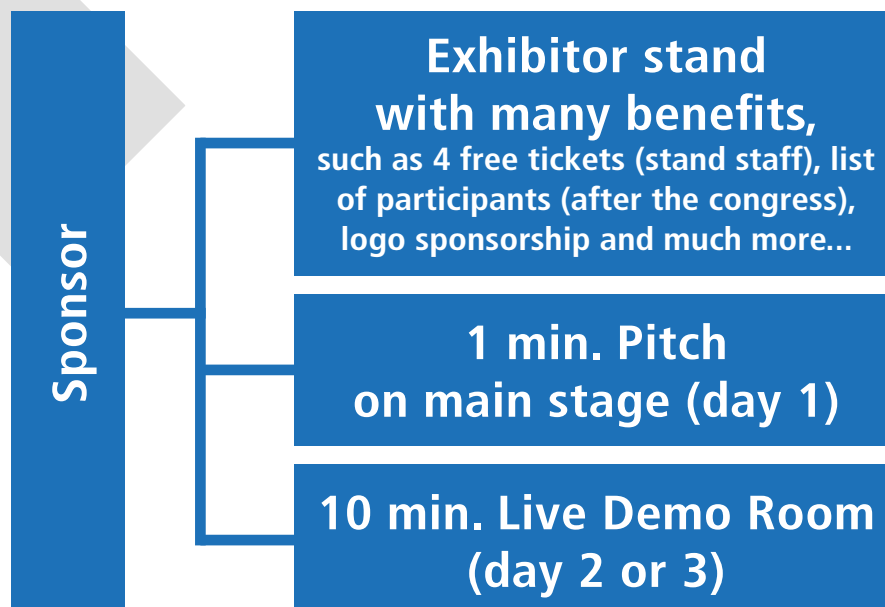 Sponsor
Exhibitor stand
with many benefits,
such as 4 free tickets (stand staff), list
of participants (after the congress),
logo sponsorship and much more...
1 min. Pitch
on main stage (day 1)
10 min. Live Demo Room
(day 2 or 3)